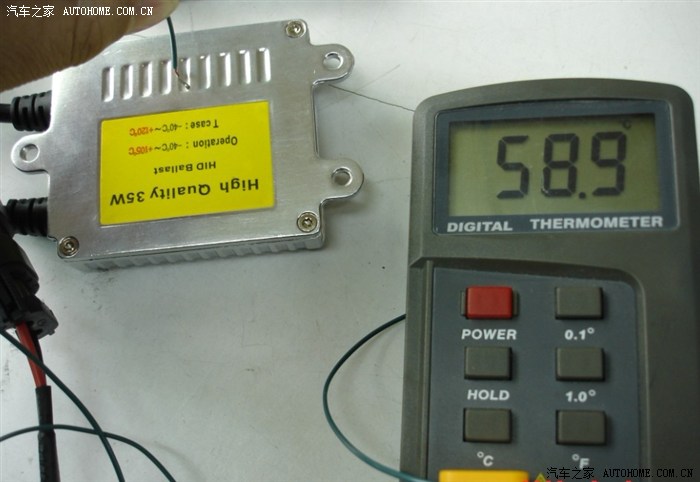 汽车之家 AUTOHOME.COM.CN
High Quality 35W
HID Ballast
Operation : -40℃~+105℃
T case : -40℃~+120℃
58.9°
DIGITAL THERMOMETER
POWER
0.1°
HOLD
1.0°
°C
°F
汽车之家 AUTOHOME.COM.CN